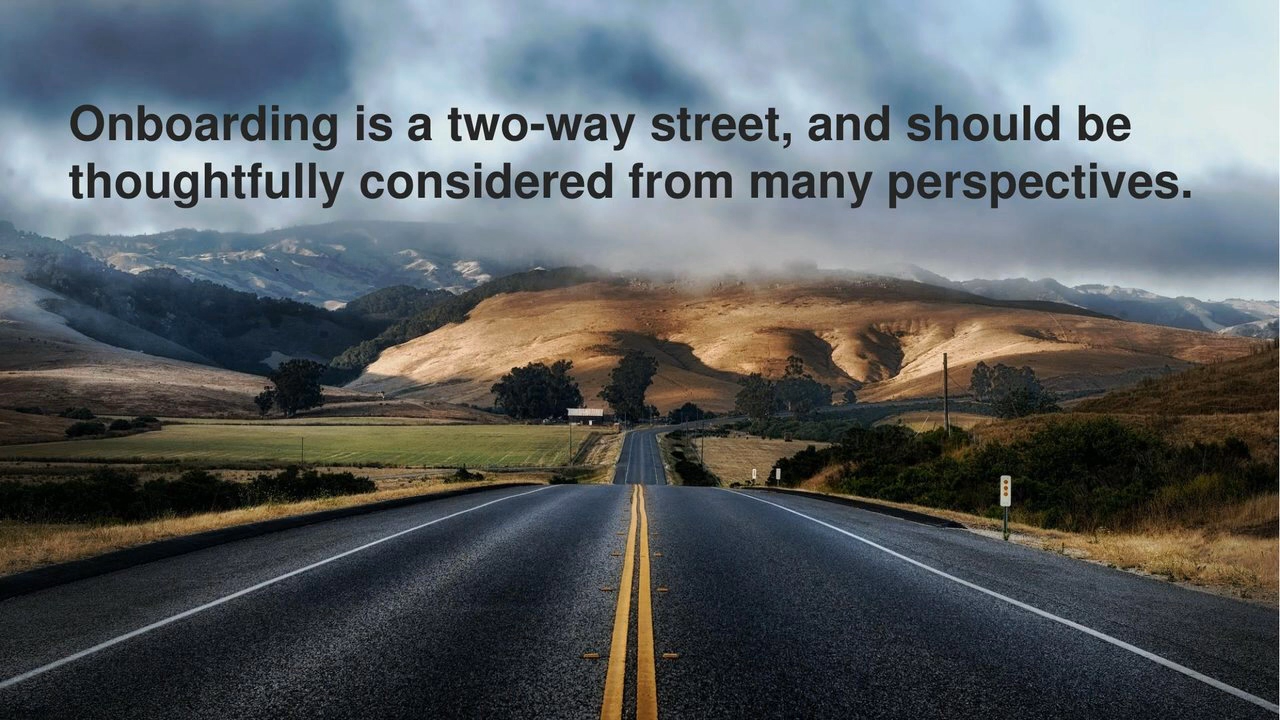 Onboarding is a two-way street, and should be
thoughtfully considered from many perspectives.